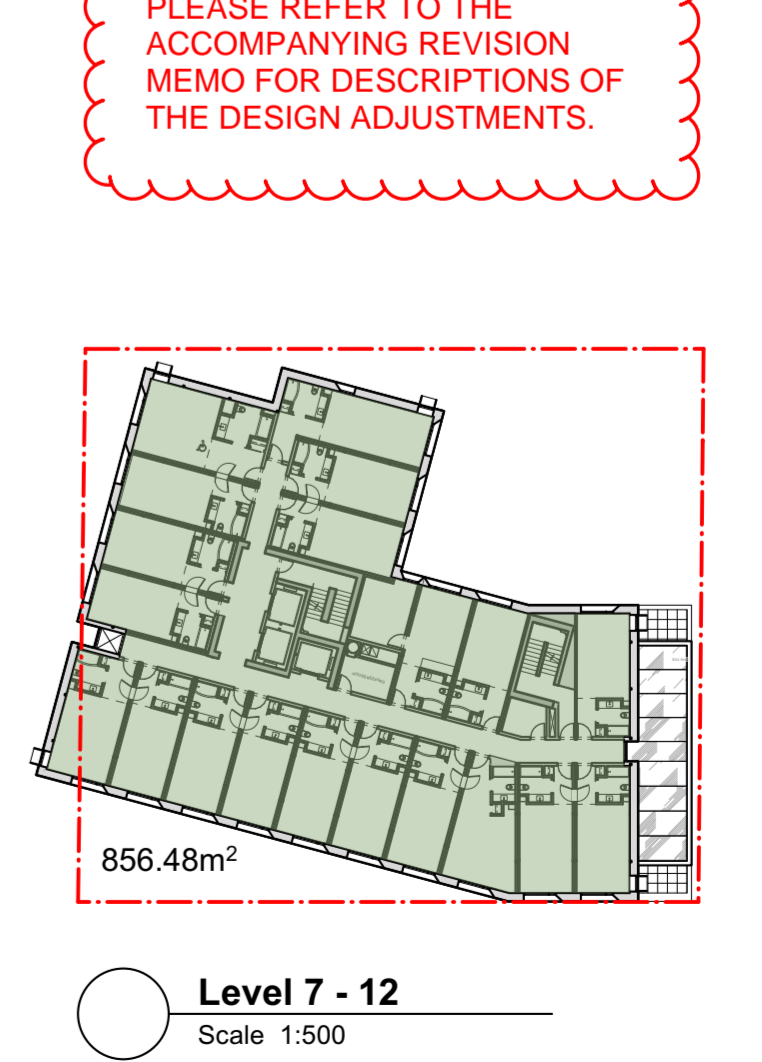 PLEASE REFER TO THE
ACCOMPANYING REVISION
MEMO FOR DESCRIPTIONS OF
THE DESIGN ADJUSTMENTS.
856.48m²
Level 7 - 12
Scale 1:500